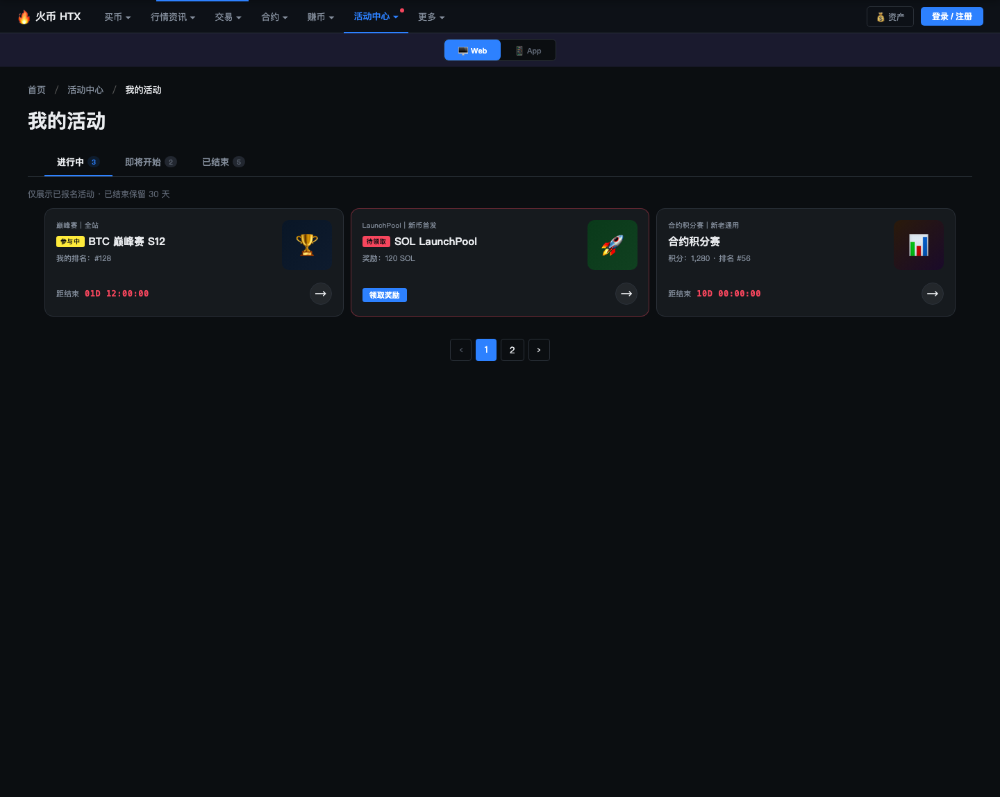 火币 HTX 买币 行情资讯 交易 合约 赚币 活动中心 更多 资产 登录 / 注册
Web App
首页 / 活动中心 / 我的活动
我的活动
进行中 3 即将开始 2 已结束 5
仅展示已报名活动 · 已结束保留 30 天
巅峰赛 | 全站
参与中 BTC 巅峰赛 S12
我的排名：#128
距结束 01D 12:00:00 →
LaunchPool | 新币首发
待领取 SOL LaunchPool
奖励：120 SOL
领取奖励 →
合约积分赛 | 新老通用
合约积分赛
积分：1,280 · 排名 #56
距结束 10D 00:00:00 →
‹ 1 2 ›